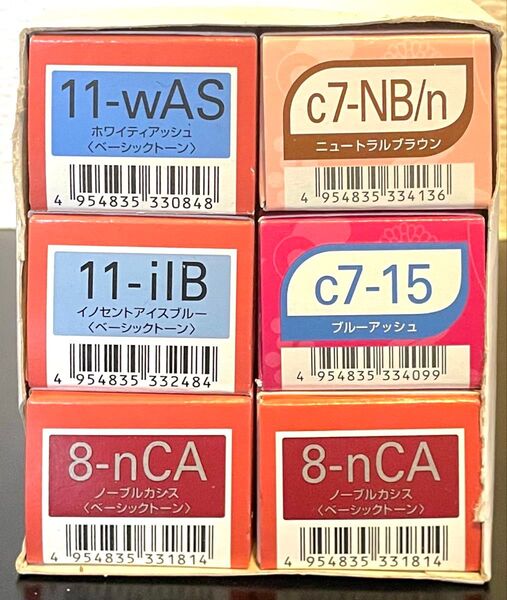 11-wAS
ホワイティアッシュ
〈ベーシックトーン〉
4 954835 330848
c7-NB/n
ニュートラルブラウン
4 954835 334136
11-iIB
イノセントアイスブルー
〈ベーシックトーン〉
4 954835 332484
c7-15
ブルーアッシュ
4 954835 334099
8-nCA
ノーブルカシス
〈ベーシックトーン〉
4 954835 331814
8-nCA
ノーブルカシス
〈ベーシックトーン〉
4 954835 331814